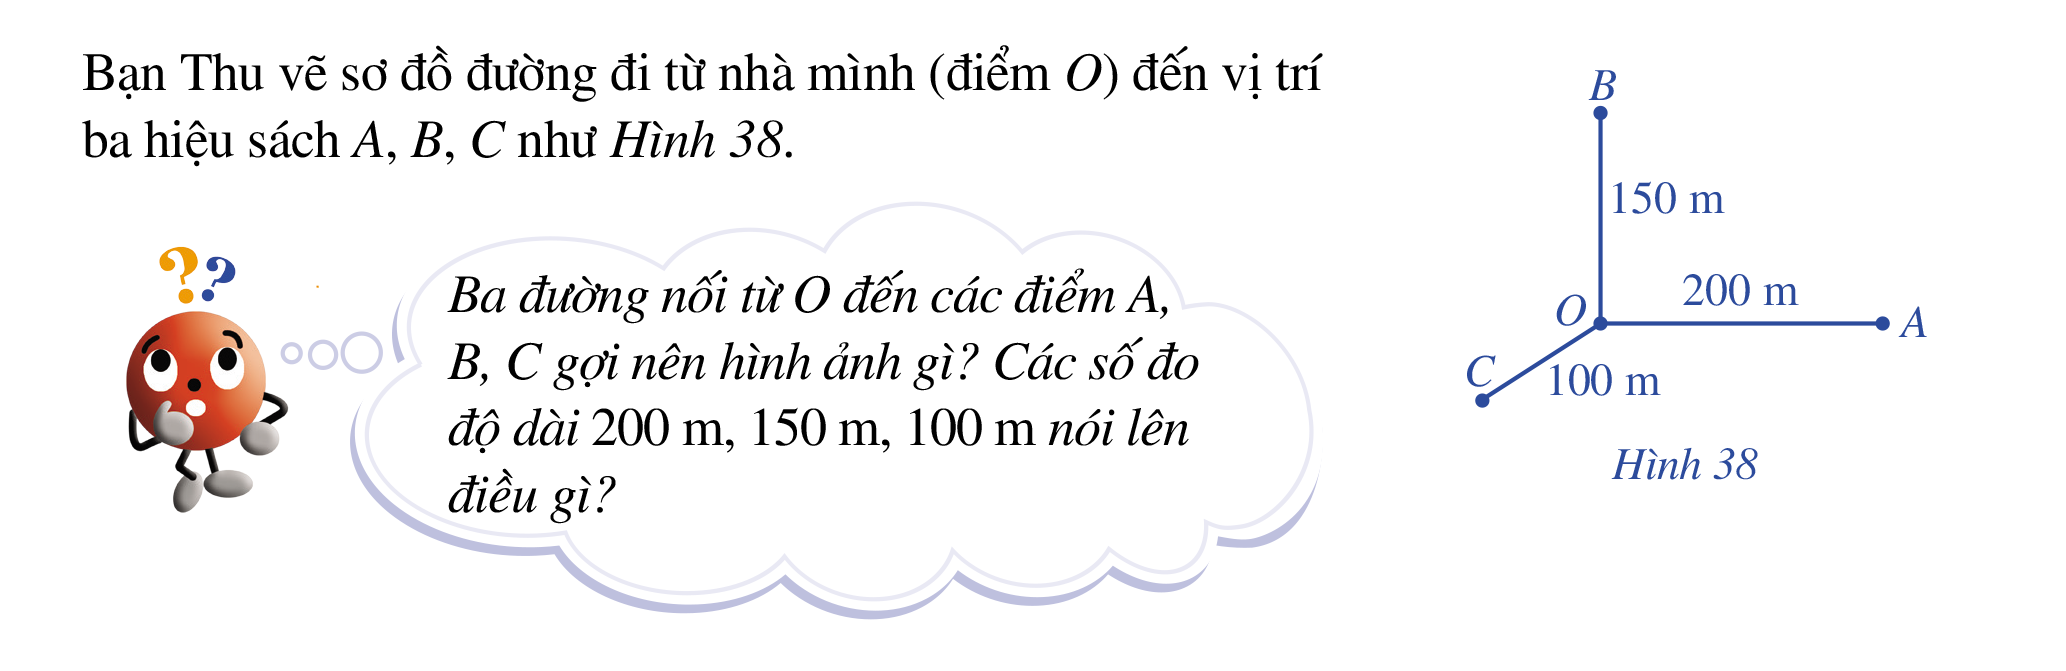 Bạn Thu vẽ sơ đồ đường đi từ nhà mình (điểm O) đến vị trí
ba hiệu sách A, B, C như Hình 38.
? ?
Ba đường nối từ O đến các điểm A,
B, C gợi nên hình ảnh gì? Các số đo
độ dài 200 m, 150 m, 100 m nói lên
điều gì?
B
150 m
200 m
O
A
C
100 m
Hình 38